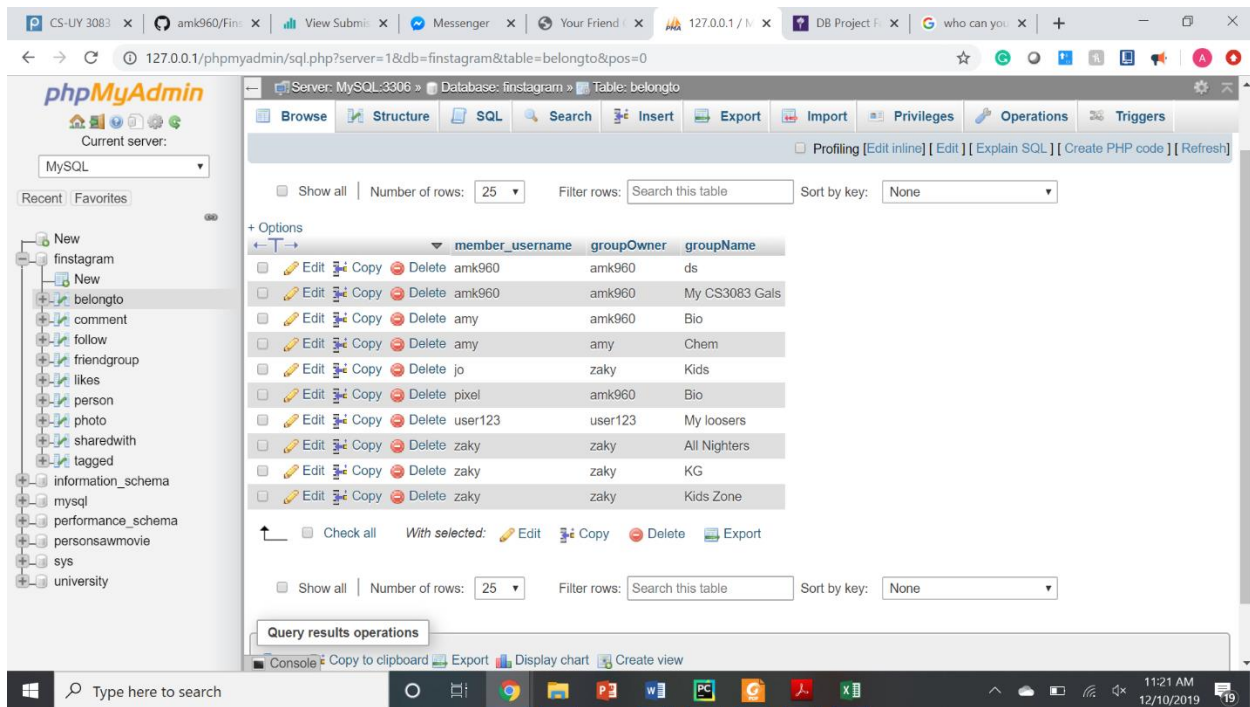 CS-UY 3083
amk960/Fins
View Submis
Messenger
Your Friend
127.0.0.1 / M
DB Project
who can you
127.0.0.1/phpmyadmin/sql.php?server=1&db=finstagram&table=belongto&pos=0
A
phpMyAdmin
Current server:
MySQL
Recent Favorites
New
finstagram
New
belongto
comment
follow
friendgroup
likes
person
photo
sharedwith
tagged
information_schema
mysql
performance_schema
personsawmovie
sys
university
Server: MySQL:3306 » Database: finstagram » Table: belongto
Browse Structure SQL Search Insert Export Import Privileges Operations Triggers
Profiling [Edit inline] [ Edit ] [ Explain SQL ] [ Create PHP code ] [ Refresh]
Show all | Number of rows: 25 Filter rows: Search this table Sort by key: None
+ Options
member_username groupOwner groupName
Edit Copy Delete amk960 amk960 ds
Edit Copy Delete amk960 amk960 My CS3083 Gals
Edit Copy Delete amy amk960 Bio
Edit Copy Delete amy amy Chem
Edit Copy Delete jo zaky Kids
Edit Copy Delete pixel amk960 Bio
Edit Copy Delete user123 user123 My loosers
Edit Copy Delete zaky zaky All Nighters
Edit Copy Delete zaky zaky KG
Edit Copy Delete zaky zaky Kids Zone
Check all With selected: Edit Copy Delete Export
Show all | Number of rows: 25 Filter rows: Search this table Sort by key: None
Query results operations
Console Copy to clipboard Export Display chart Create view
Type here to search
11:21 AM
12/10/2019
19